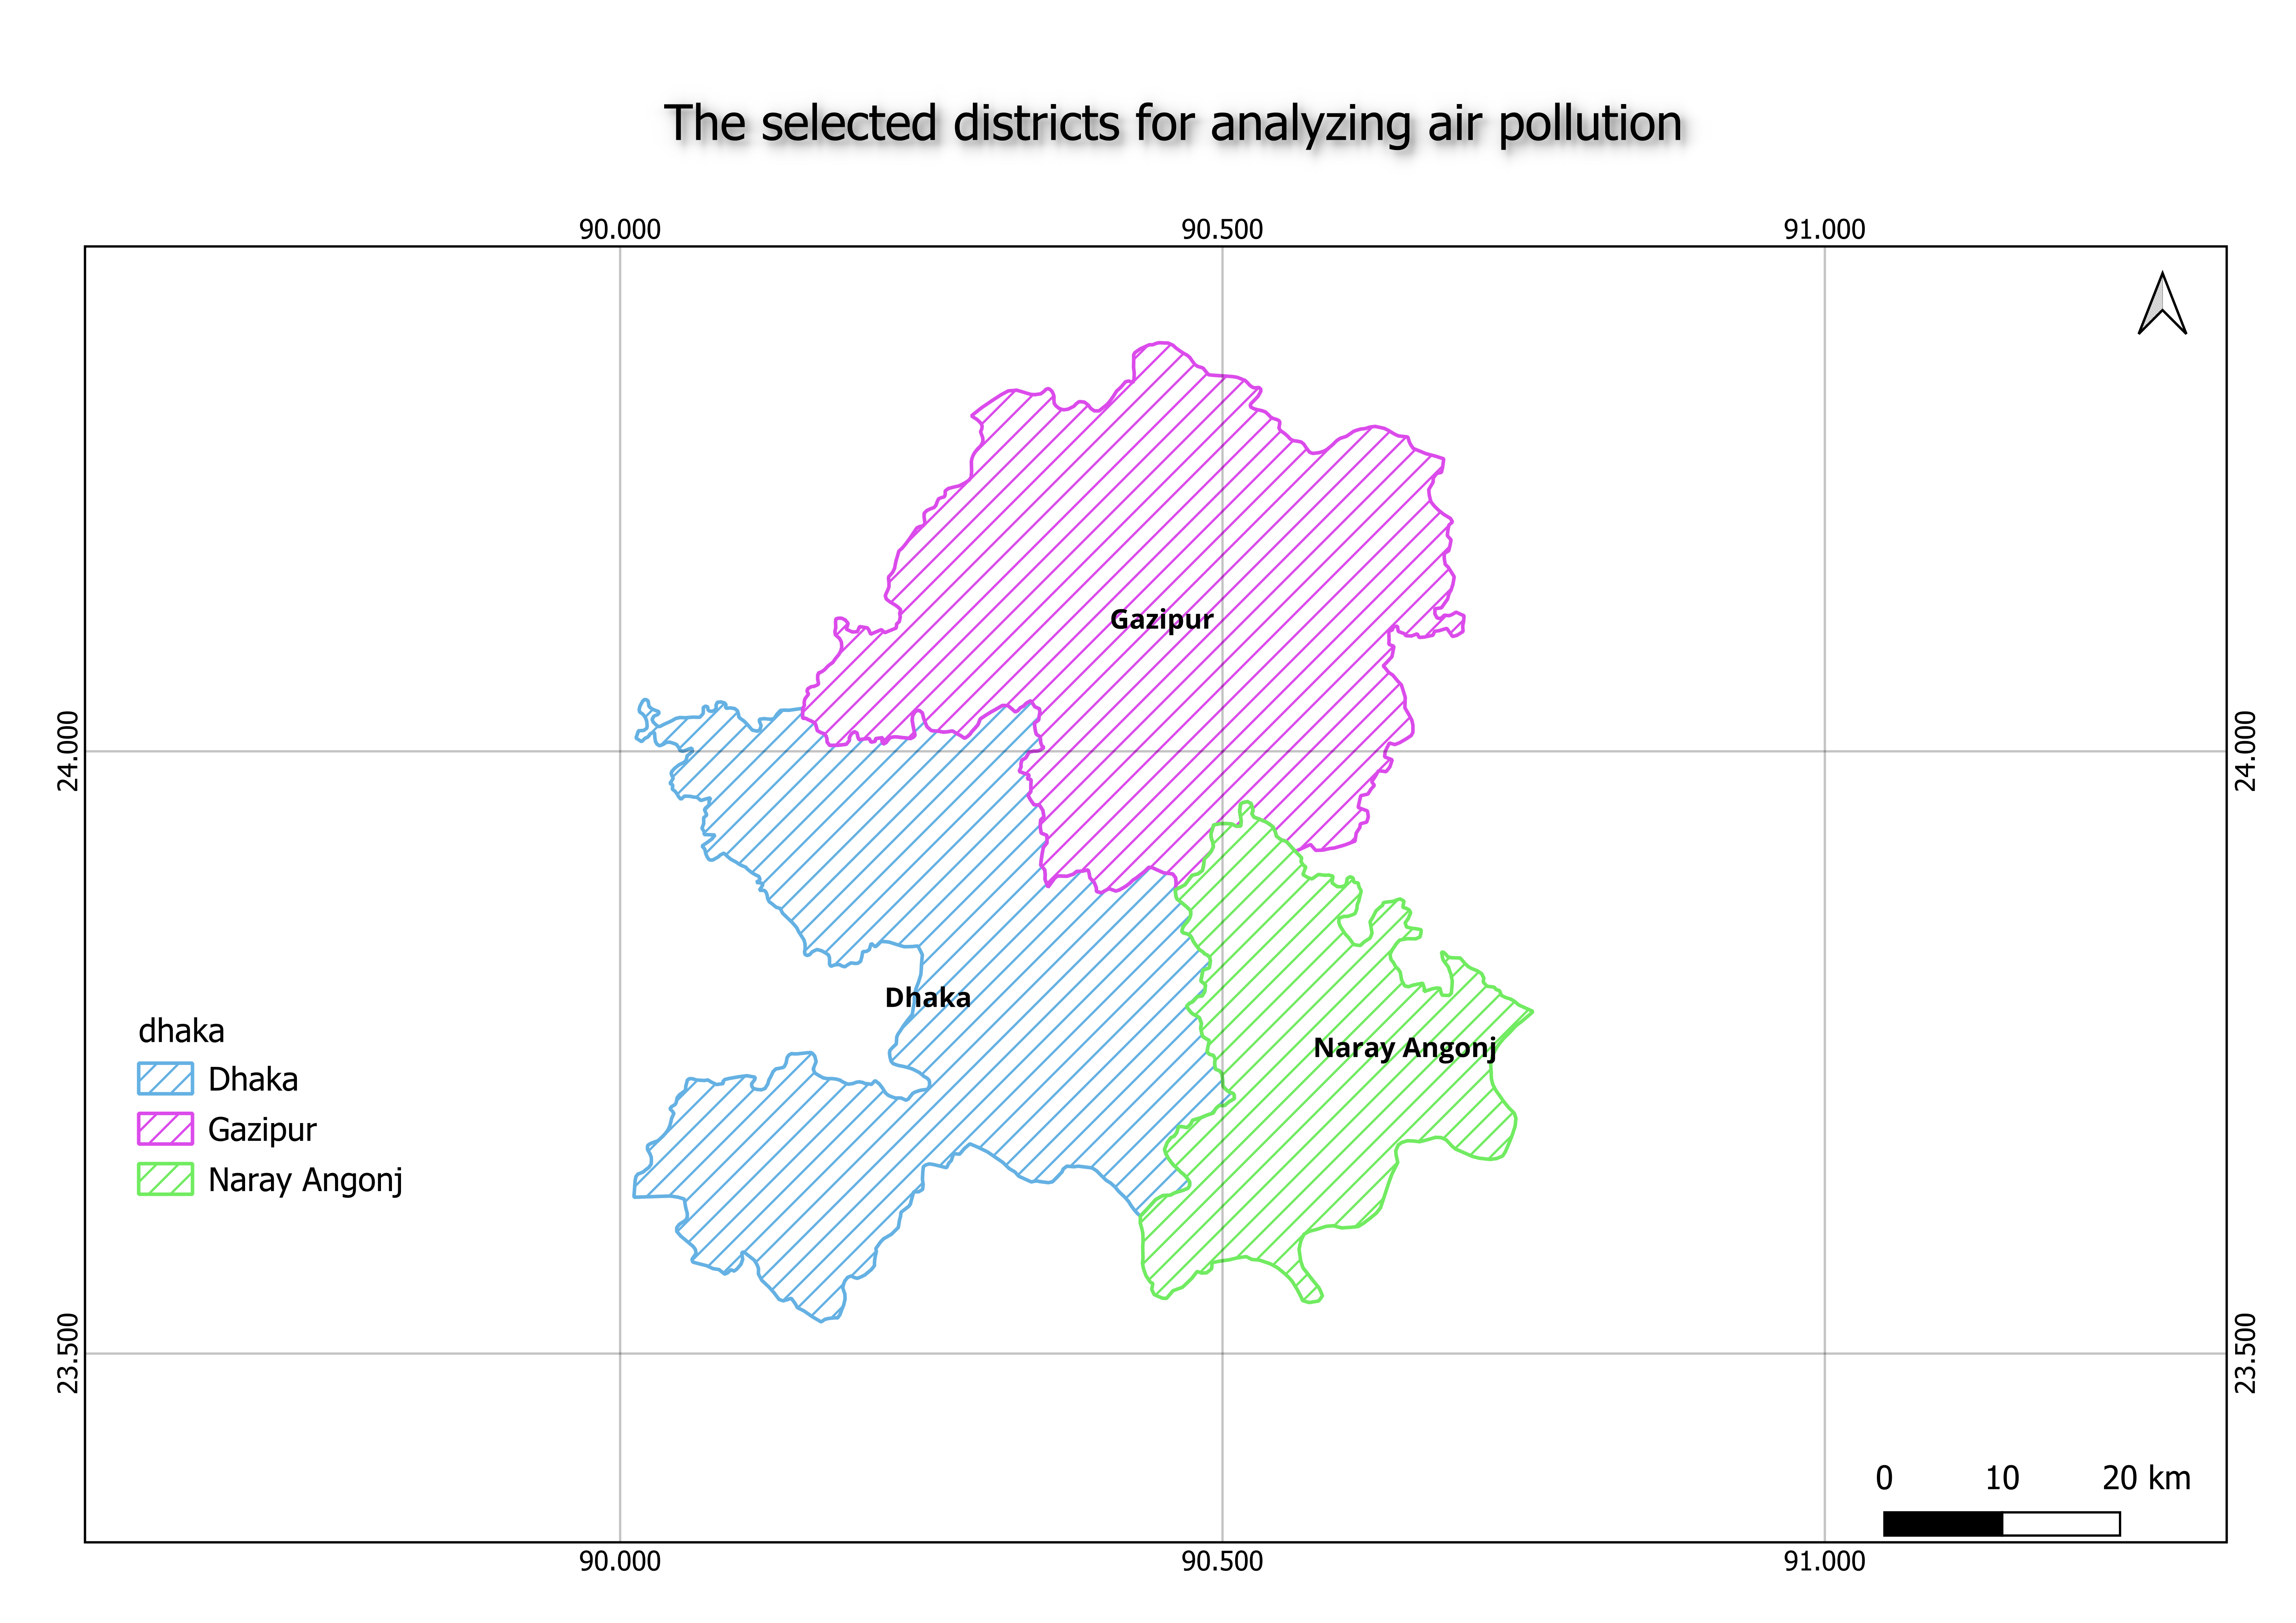 The selected districts for analyzing air pollution
90.000 90.500 91.000
Gazipur
24.000 24.000
Dhaka
Naray Angonj
dhaka
Dhaka
Gazipur
Naray Angonj
23.500 23.500
0 10 20 km
90.000 90.500 91.000